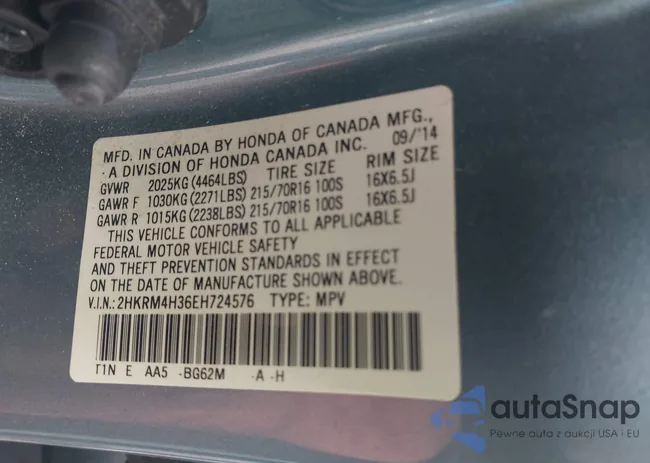 MFD. IN CANADA BY HONDA OF CANADA MFG.,
A DIVISION OF HONDA CANADA INC. 09/'14
GVWR 2025KG (4464LBS) TIRE SIZE RIM SIZE
GAWR F 1030KG (2271LBS) 215/70R16 100S 16X6.5J
GAWR R 1015KG (2238LBS) 215/70R16 100S 16X6.5J
THIS VEHICLE CONFORMS TO ALL APPLICABLE
FEDERAL MOTOR VEHICLE SAFETY
AND THEFT PREVENTION STANDARDS IN EFFECT
ON THE DATE OF MANUFACTURE SHOWN ABOVE.
V.I.N.:2HKRM4H36EH724576 TYPE: MPV
T1N E AA5 -BG62M -A -H
autaSnap
Pewne auta z aukcji USA i EU